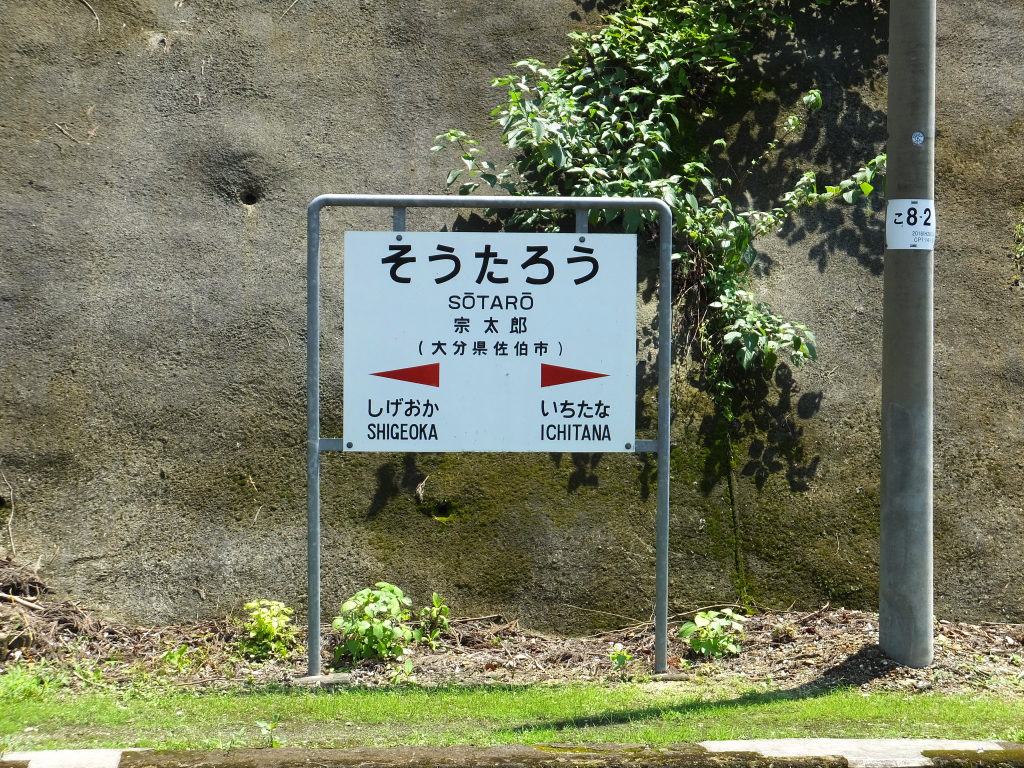 そうたろう
SŌTARŌ
宗太郎
(大分県佐伯市)
しげおか いちたな
SHIGEOKA ICHITANA
こ8-2